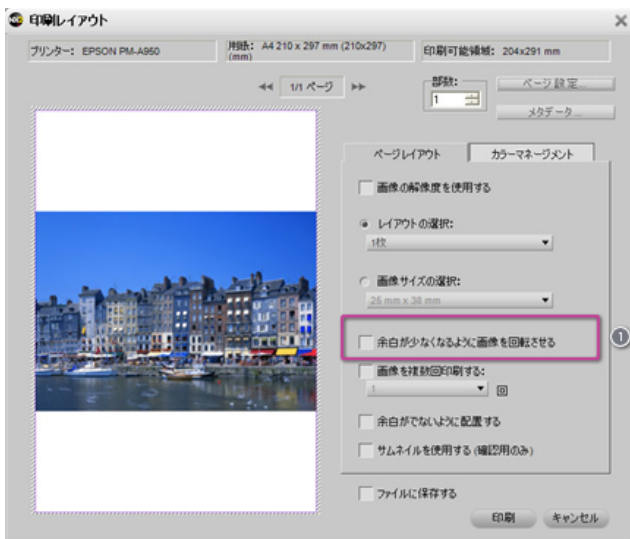 印刷レイアウト
プリンター: EPSON PM-A950
用紙: A4 210 x 297 mm (210x297)
(mm)
印刷可能領域: 204x291 mm
1/1 ページ
部数:
1
ページ設定...
メタデータ...
ページレイアウト
カラーマネージメント
画像の解像度を使用する
レイアウトの選択:
1枚
画像サイズの選択:
25 mm x 38 mm
余白が少なくなるように画像を回転させる
1
画像を複数回印刷する:
1
余白がでないように配置する
サムネイルを使用する (確認用のみ)
ファイルに保存する
印刷
キャンセル